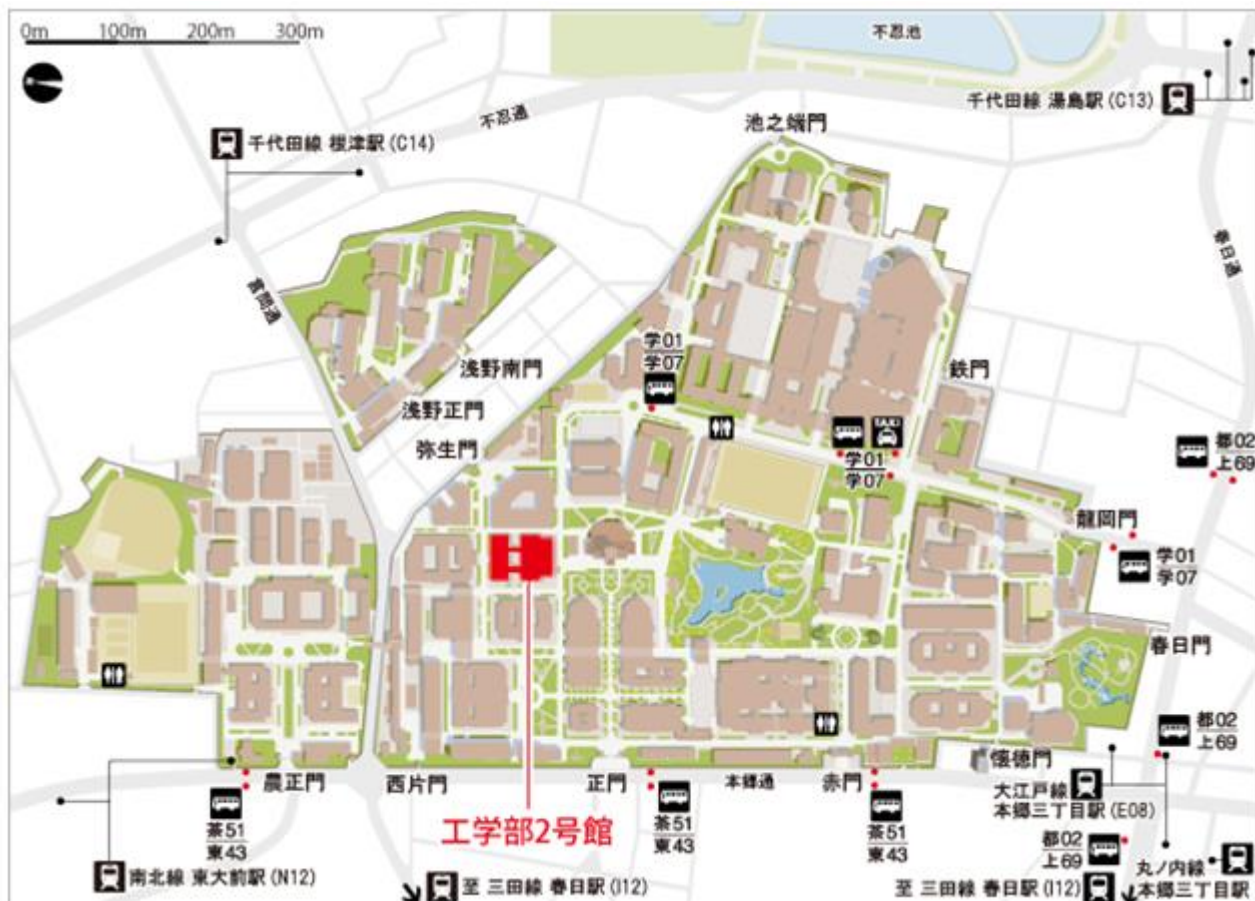 0m 100m 200m 300m
不忍池
千代田線 湯島駅(C13)
不忍通
池之端門
千代田線 根津駅(C14)
春日通
言問通
学01
学07
鉄門
浅野南門
浅野正門
弥生門
TAXI
学01
学07
都02
上69
龍岡門
学01
学07
春日門
都02
上69
懐徳門
農正門
西片門
正門
本郷通
赤門
大江戸線
本郷三丁目駅(E08)
茶51
東43
工学部2号館
茶51
東43
茶51
東43
都02
上69
丸ノ内線
本郷三丁目駅
南北線 東大前駅(N12)
至 三田線 春日駅(I12)
至 三田線 春日駅(I12)